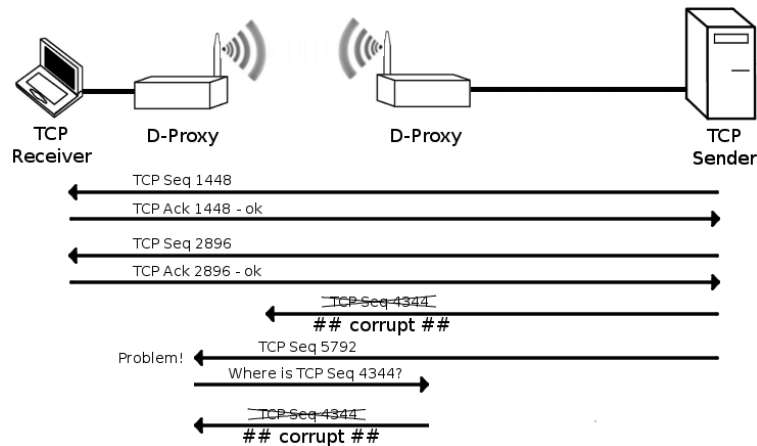 TCP
Receiver
D-Proxy
D-Proxy
TCP
Sender
TCP Seq 1448
TCP Ack 1448 - ok
TCP Seq 2896
TCP Ack 2896 - ok
TCP Seq 4344
## corrupt ##
TCP Seq 5792
Problem!
Where is TCP Seq 4344?
TCP Seq 4344
## corrupt ##